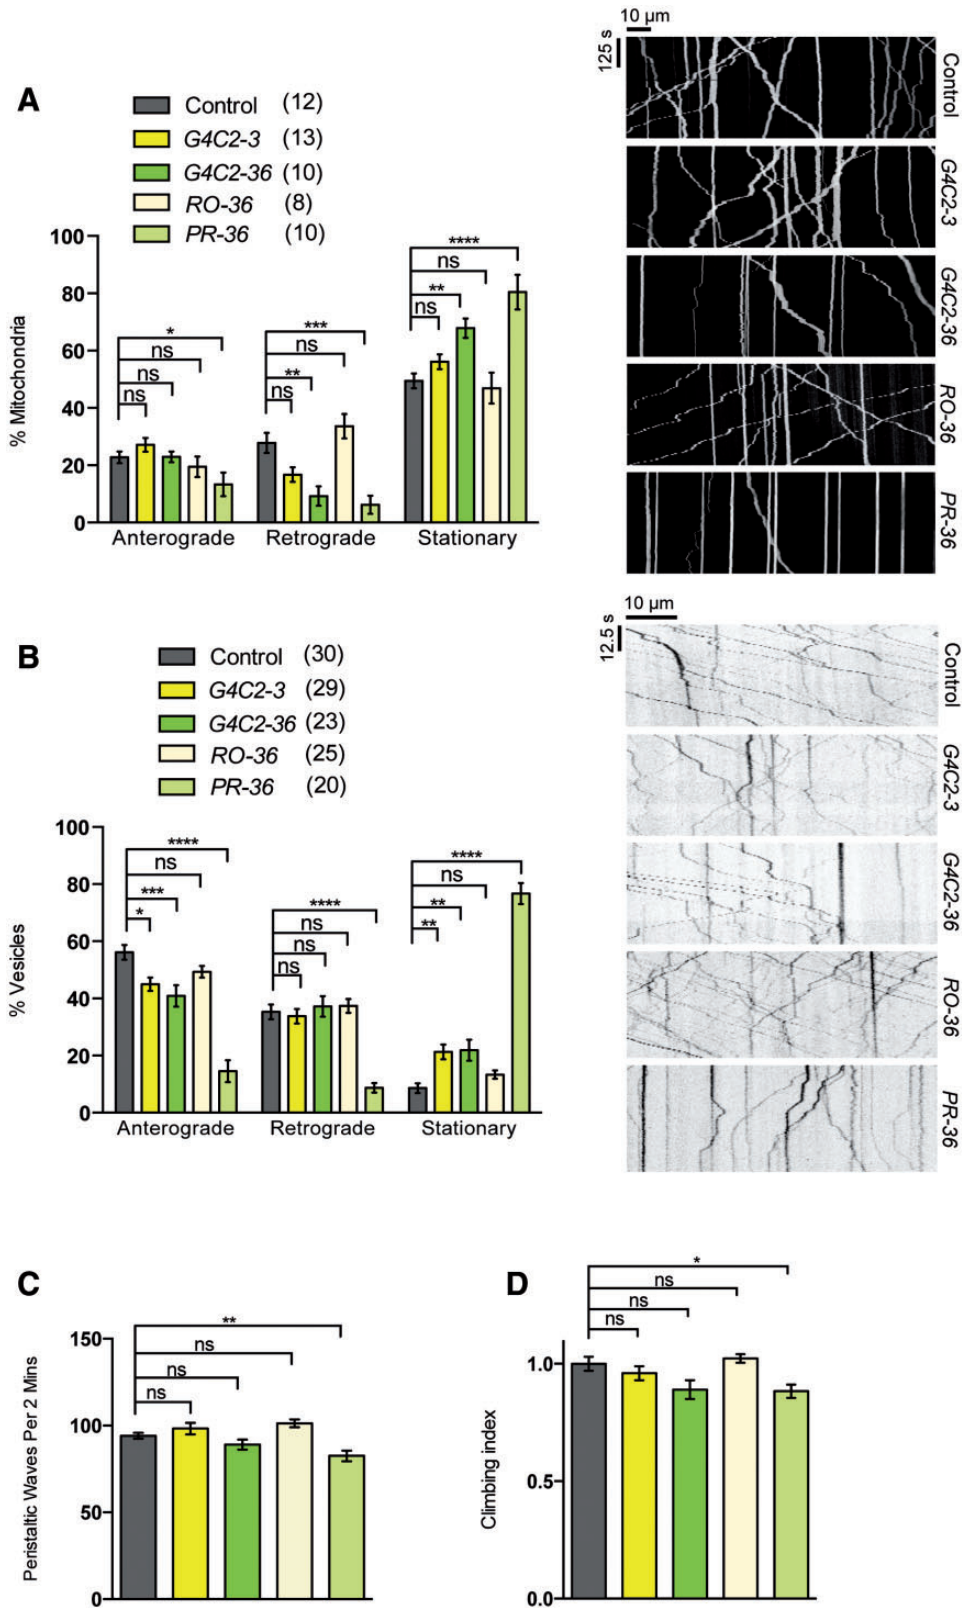 A
Control (12)
G4C2-3 (13)
G4C2-36 (10)
RO-36 (8)
PR-36 (10)
% Mitochondria
100
80
60
40
20
0
*
ns
ns
ns
***
ns
**
ns
****
ns
**
ns
Anterograde Retrograde Stationary
10 µm
125 s
Control
G4C2-3
G4C2-36
RO-36
PR-36
B
Control (30)
G4C2-3 (29)
G4C2-36 (23)
RO-36 (25)
PR-36 (20)
% Vesicles
100
80
60
40
20
0
****
ns
***
*
****
ns
ns
ns
****
ns
**
**
Anterograde Retrograde Stationary
10 µm
12.5 s
Control
G4C2-3
G4C2-36
RO-36
PR-36
C
Peristaltic Waves Per 2 Mins
150
100
50
0
**
ns
ns
ns
D
Climbing index
1.0
0.5
0.0
*
ns
ns
ns